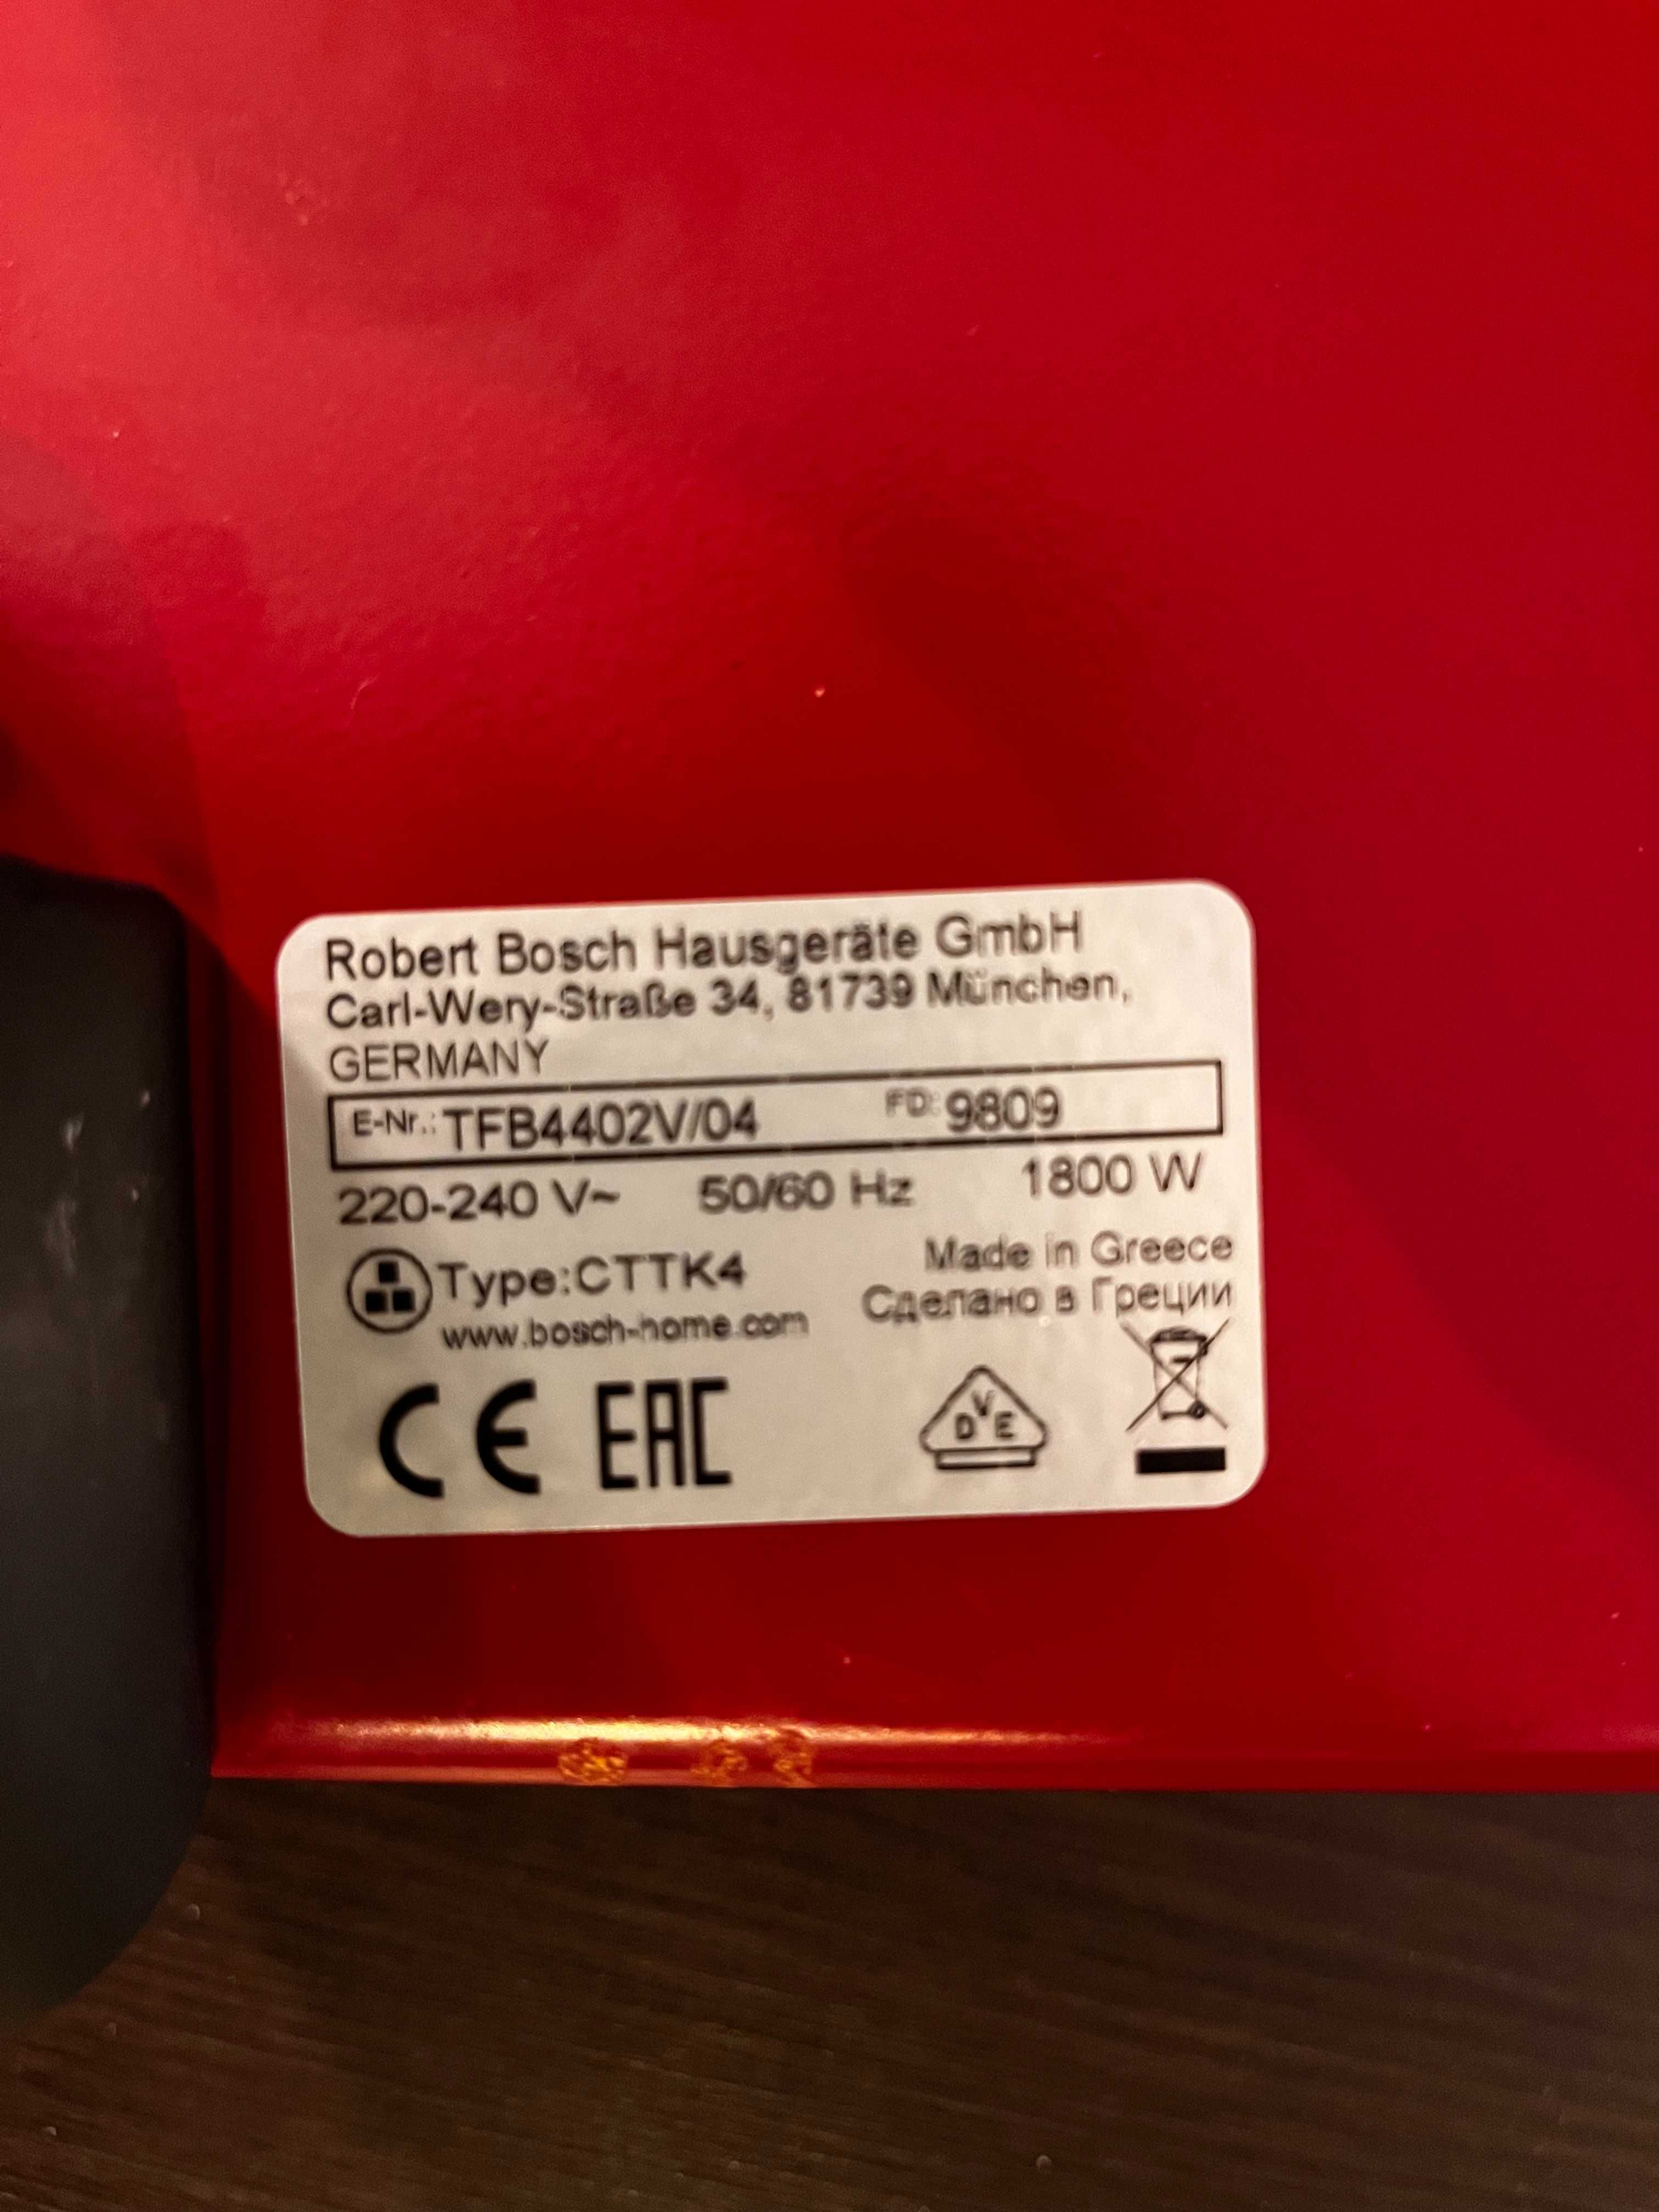 Robert Bosch Hausgeräte GmbH
Carl-Wery-Straße 34, 81739 München,
GERMANY
E-Nr.: TFB4402V/04 FD: 9809
220-240 V~ 50/60 Hz 1800 W
Type:CTTK4
Made in Greece
Сделано в Греции
www.bosch-home.com
CE EAC
DVE